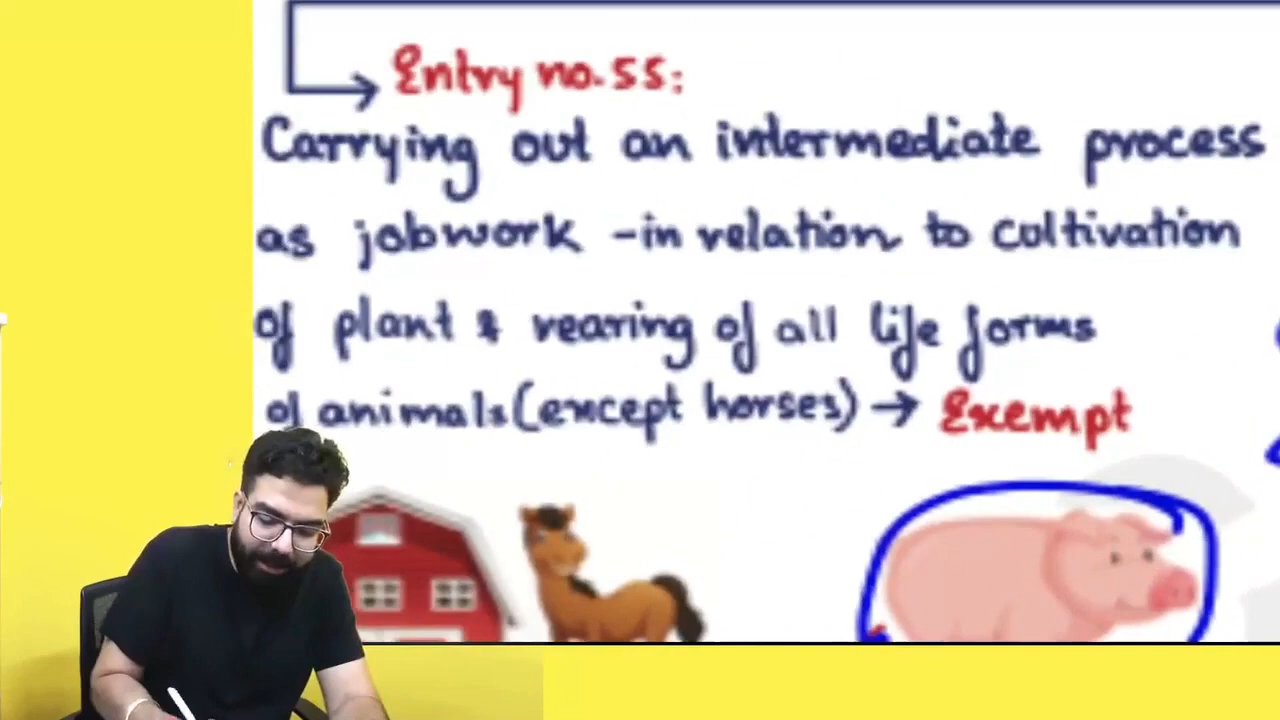 Entry no.55:
Carrying out an intermediate process
as jobwork -in relation to cultivation
of plant & rearing of all life forms
of animals (except horses) → Exempt